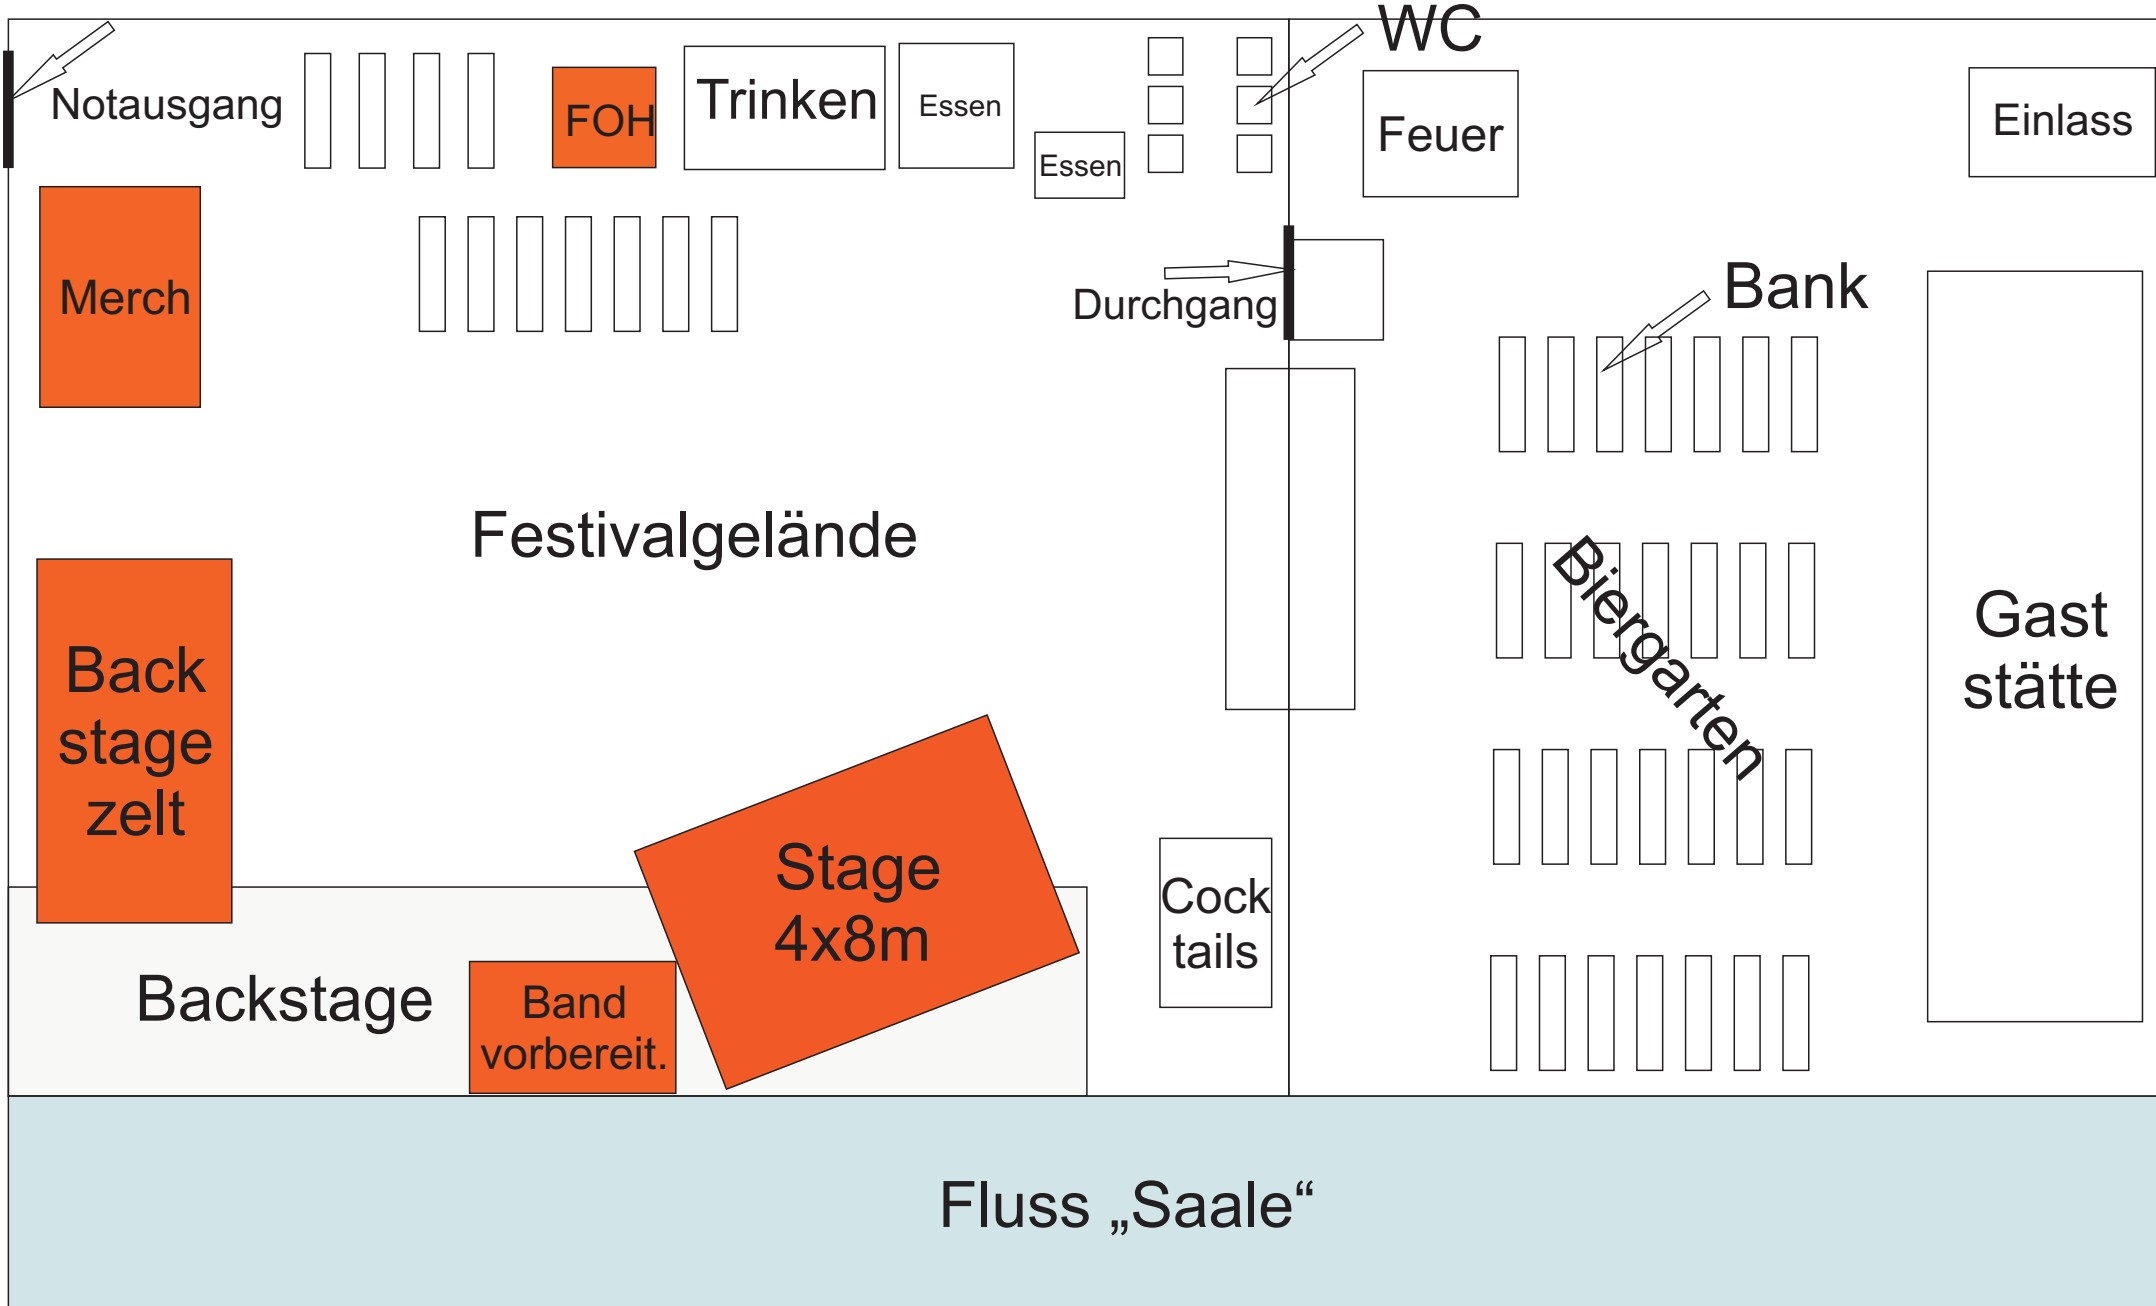 WC
Notausgang
FOH
Trinken
Essen
Essen
Feuer
Einlass
Merch
Durchgang
Bank
Festivalgelände
Biergarten
Gast
stätte
Back
stage
zelt
Stage
4x8m
Cock
tails
Backstage
Band
vorbereit.
Fluss „Saale“